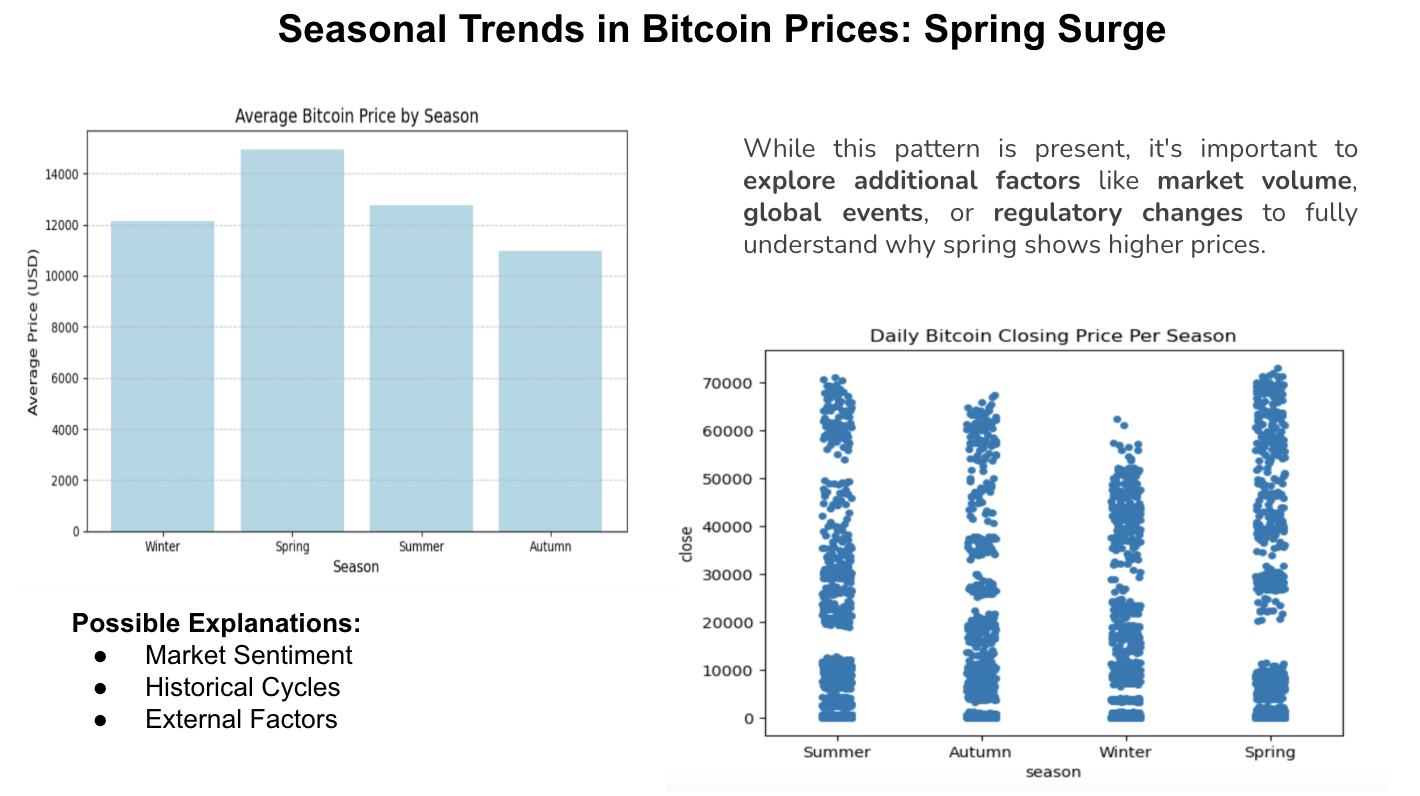 Seasonal Trends in Bitcoin Prices: Spring Surge
Average Bitcoin Price by Season
Average Price (USD)
14000
12000
10000
8000
6000
4000
2000
0
Winter Spring Summer Autumn
Season
Possible Explanations:
● Market Sentiment
● Historical Cycles
● External Factors
While this pattern is present, it's important to
explore additional factors like market volume,
global events, or regulatory changes to fully
understand why spring shows higher prices.
Daily Bitcoin Closing Price Per Season
close
70000
60000
50000
40000
30000
20000
10000
0
Summer Autumn Winter Spring
season